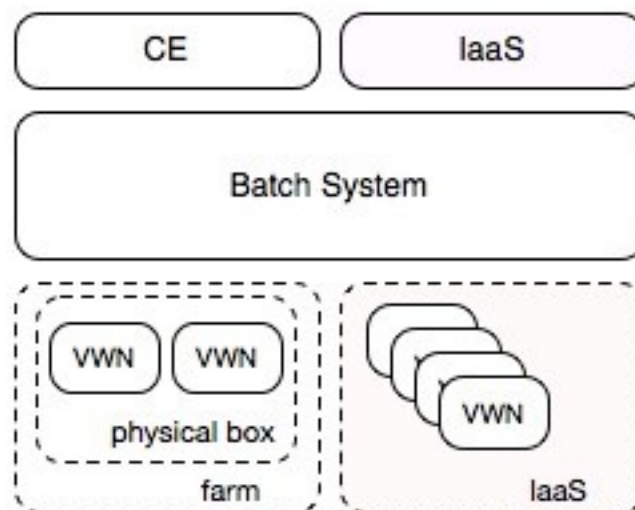 CE
IaaS
Batch System
VWN
VWN
VWN
physical box
farm
IaaS